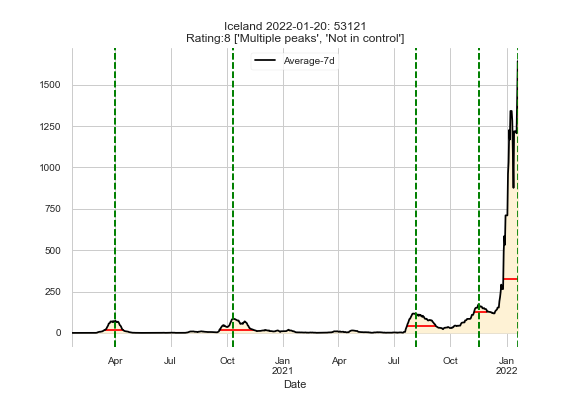 Iceland 2022-01-20: 53121
Rating:8 ['Multiple peaks', 'Not in control']
Average-7d
1500
1250
1000
750
500
250
0
Apr Jul Oct Jan Apr Jul Oct Jan
2021 2022
Date